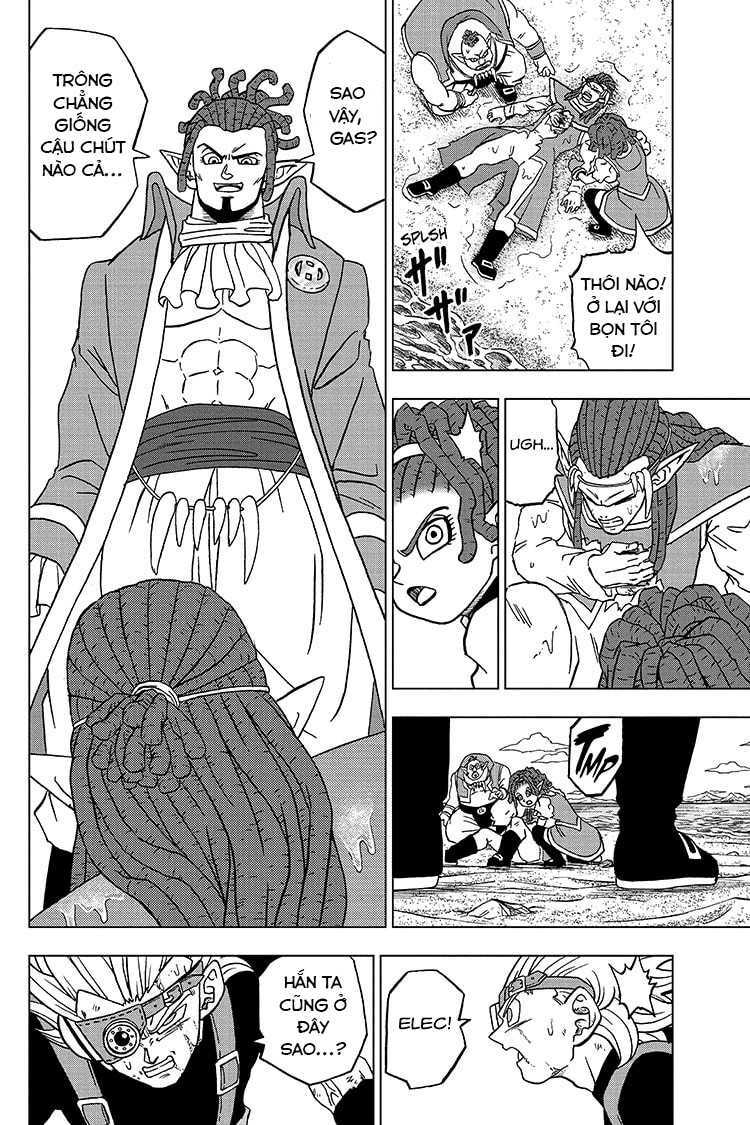 THÔI NÀO!
Ở LẠI VỚI
BỌN TÔI
ĐI!
SPLSH
ザザァ
UGH...
TMP
SAO
VẬY,
GAS?
TRÔNG
CHẲNG
GIỐNG
CẬU CHÚT
NÀO CẢ...
ELEC!
HẮN TA
CŨNG Ở
ĐÂY
SAO...?